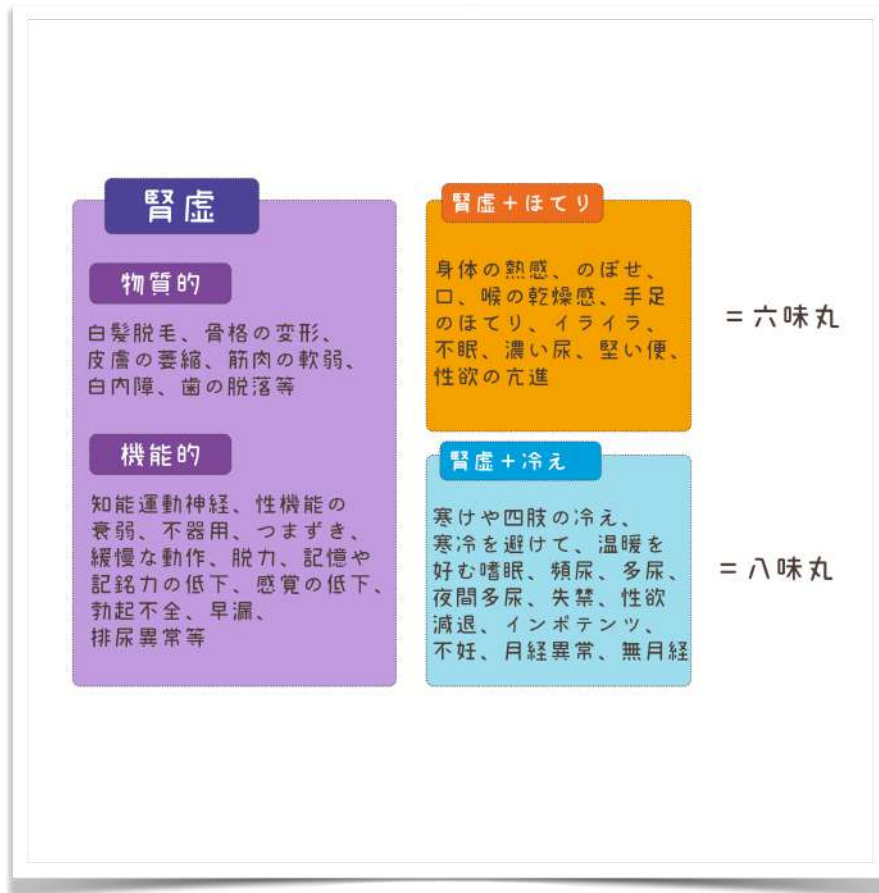 腎虚
物質的
白髪脱毛、骨格の変形、
皮膚の萎縮、筋肉の軟弱、
白内障、歯の脱落等
機能的
知能運動神経、性機能の
衰弱、不器用、つまずき、
緩慢な動作、脱力、記憶や
記銘力の低下、感覚の低下、
勃起不全、早漏、
排尿異常等
腎虚+ほてり
身体の熱感、のぼせ、
口、喉の乾燥感、手足
のほてり、イライラ、
不眠、濃い尿、堅い便、
性欲の亢進
=六味丸
腎虚+冷え
寒けや四肢の冷え、
寒冷を避けて、温暖を
好む嗜眠、頻尿、多尿、
夜間多尿、失禁、性欲
減退、インポテンツ、
不妊、月経異常、無月経
=八味丸